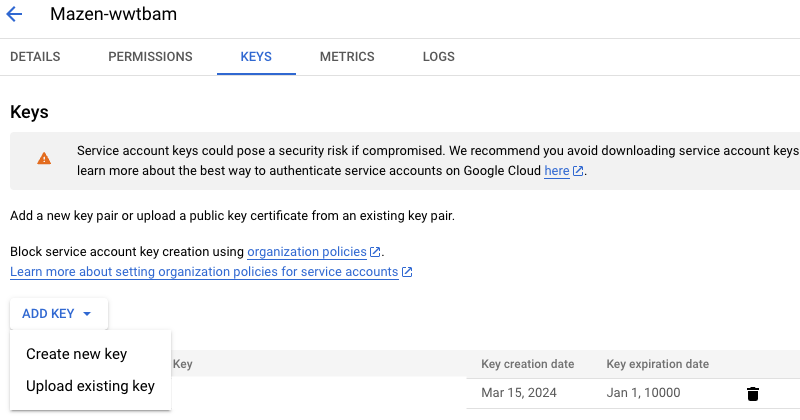 Mazen-wwtbam
DETAILS PERMISSIONS KEYS METRICS LOGS
Keys
Service account keys could pose a security risk if compromised. We recommend you avoid downloading service account keys
learn more about the best way to authenticate service accounts on Google Cloud here.
Add a new key pair or upload a public key certificate from an existing key pair.
Block service account key creation using organization policies.
Learn more about setting organization policies for service accounts
ADD KEY
Create new key
Upload existing key
Key Key creation date Key expiration date
Mar 15, 2024 Jan 1, 10000